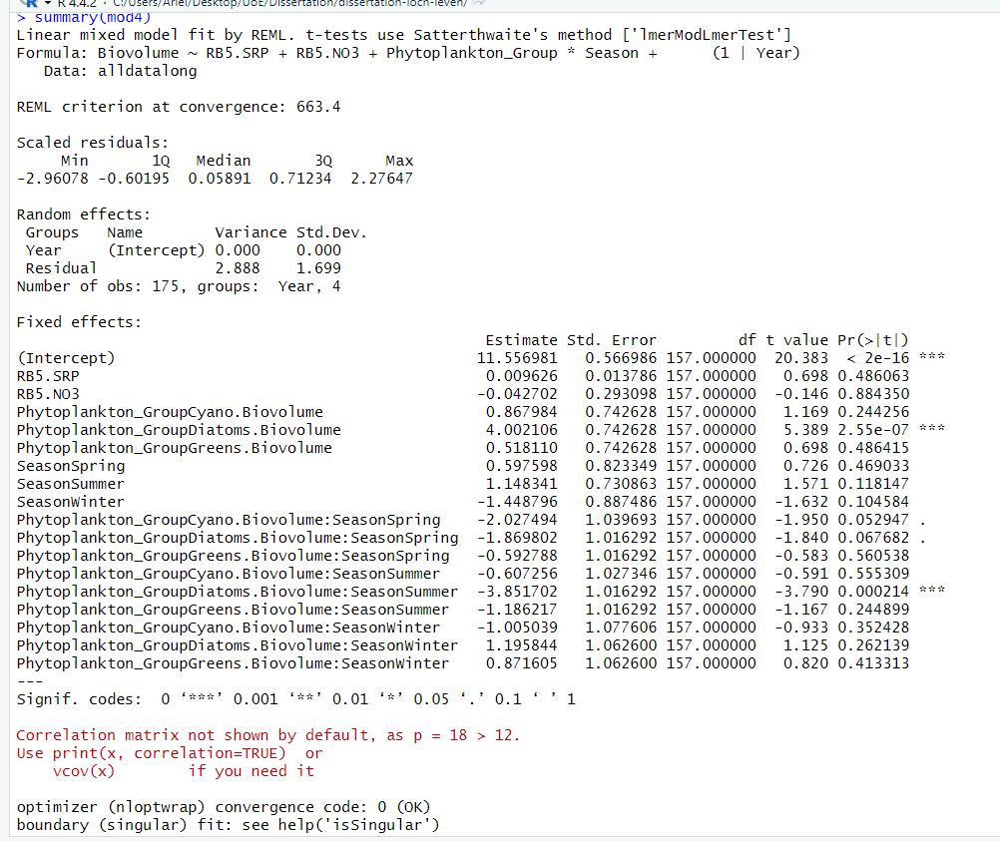 R 4.4.2 · C:/Users/Ariel/Desktop/UoE/Dissertation/dissertation-loch-leven/
> summary(mod4)
Linear mixed model fit by REML. t-tests use Satterthwaite's method ['lmerModLmerTest']
Formula: Biovolume ~ RB5.SRP + RB5.NO3 + Phytoplankton_Group * Season +      (1 | Year)
   Data: alldatalong

REML criterion at convergence: 663.4

Scaled residuals:
     Min       1Q   Median       3Q      Max
-2.96078 -0.60195  0.05891  0.71234  2.27647

Random effects:
 Groups   Name        Variance Std.Dev.
 Year     (Intercept) 0.000    0.000
 Residual             2.888    1.699
Number of obs: 175, groups:  Year, 4

Fixed effects:
                                                    Estimate Std. Error         df t value Pr(>|t|)
(Intercept)                                        11.556981   0.566986 157.000000  20.383  < 2e-16 ***
RB5.SRP                                             0.009626   0.013786 157.000000   0.698 0.486063
RB5.NO3                                            -0.042702   0.293098 157.000000  -0.146 0.884350
Phytoplankton_GroupCyano.Biovolume                  0.867984   0.742628 157.000000   1.169 0.244256
Phytoplankton_GroupDiatoms.Biovolume                4.002106   0.742628 157.000000   5.389 2.55e-07 ***
Phytoplankton_GroupGreens.Biovolume                 0.518110   0.742628 157.000000   0.698 0.486415
SeasonSpring                                        0.597598   0.823349 157.000000   0.726 0.469033
SeasonSummer                                        1.148341   0.730863 157.000000   1.571 0.118147
SeasonWinter                                       -1.448796   0.887486 157.000000  -1.632 0.104584
Phytoplankton_GroupCyano.Biovolume:SeasonSpring    -2.027494   1.039693 157.000000  -1.950 0.052947 .
Phytoplankton_GroupDiatoms.Biovolume:SeasonSpring  -1.869802   1.016292 157.000000  -1.840 0.067682 .
Phytoplankton_GroupGreens.Biovolume:SeasonSpring   -0.592788   1.016292 157.000000  -0.583 0.560538
Phytoplankton_GroupCyano.Biovolume:SeasonSummer    -0.607256   1.027346 157.000000  -0.591 0.555309
Phytoplankton_GroupDiatoms.Biovolume:SeasonSummer  -3.851702   1.016292 157.000000  -3.790 0.000214 ***
Phytoplankton_GroupGreens.Biovolume:SeasonSummer   -1.186217   1.016292 157.000000  -1.167 0.244899
Phytoplankton_GroupCyano.Biovolume:SeasonWinter    -1.005039   1.077606 157.000000  -0.933 0.352428
Phytoplankton_GroupDiatoms.Biovolume:SeasonWinter   1.195844   1.062600 157.000000   1.125 0.262139
Phytoplankton_GroupGreens.Biovolume:SeasonWinter    0.871605   1.062600 157.000000   0.820 0.413313
---
Signif. codes:  0 ‘***’ 0.001 ‘**’ 0.01 ‘*’ 0.05 ‘.’ 0.1 ‘ ’ 1

Correlation matrix not shown by default, as p = 18 > 12.
Use print(x, correlation=TRUE)  or
    vcov(x)        if you need it

optimizer (nloptwrap) convergence code: 0 (OK)
boundary (singular) fit: see help('isSingular')